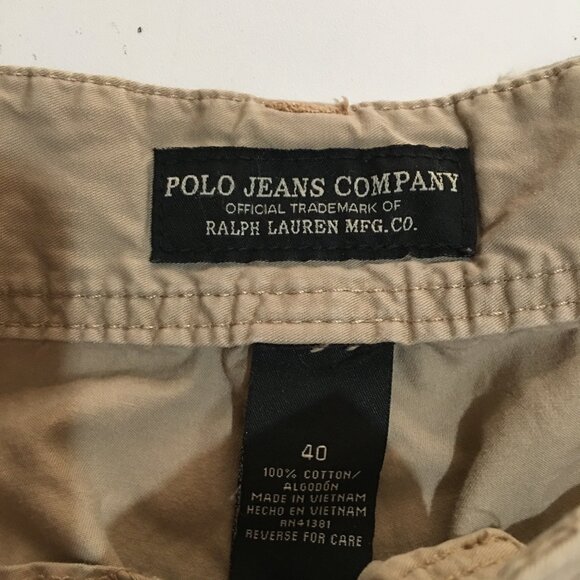 POLO JEANS COMPANY
OFFICIAL TRADEMARK OF
RALPH LAUREN MFG.CO.
40
100% COTTON/
ALGODÓN
MADE IN VIETNAM
HECHO EN VIETNAM
RN41381
REVERSE FOR CARE